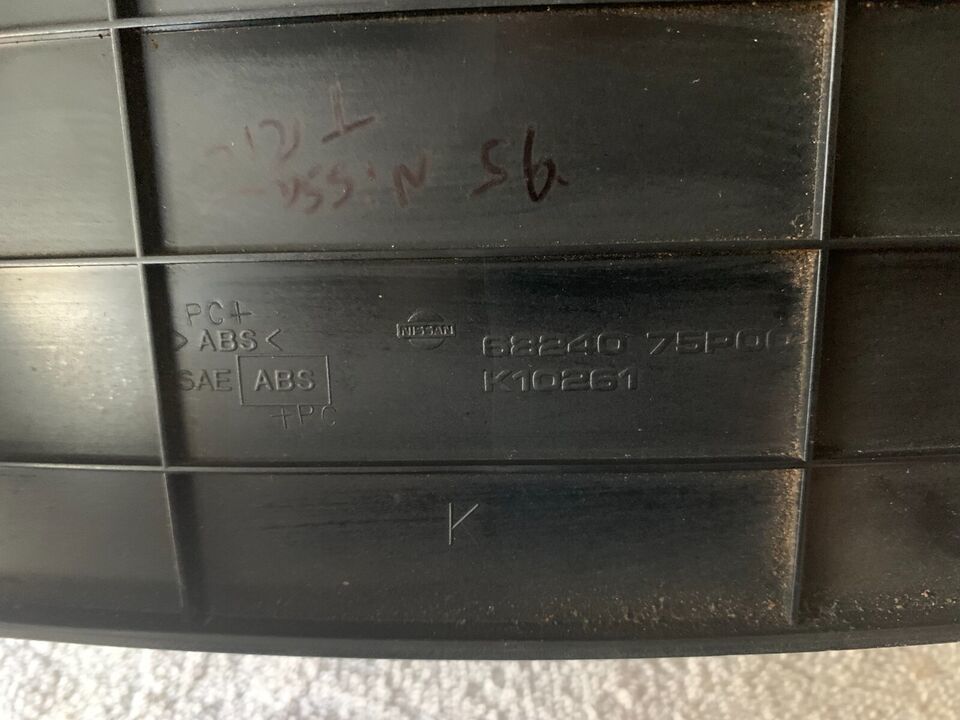 95 Nissan
PC+
>ABS<
SAE ABS
+PC
NISSAN
68240 75P00
K10261
K